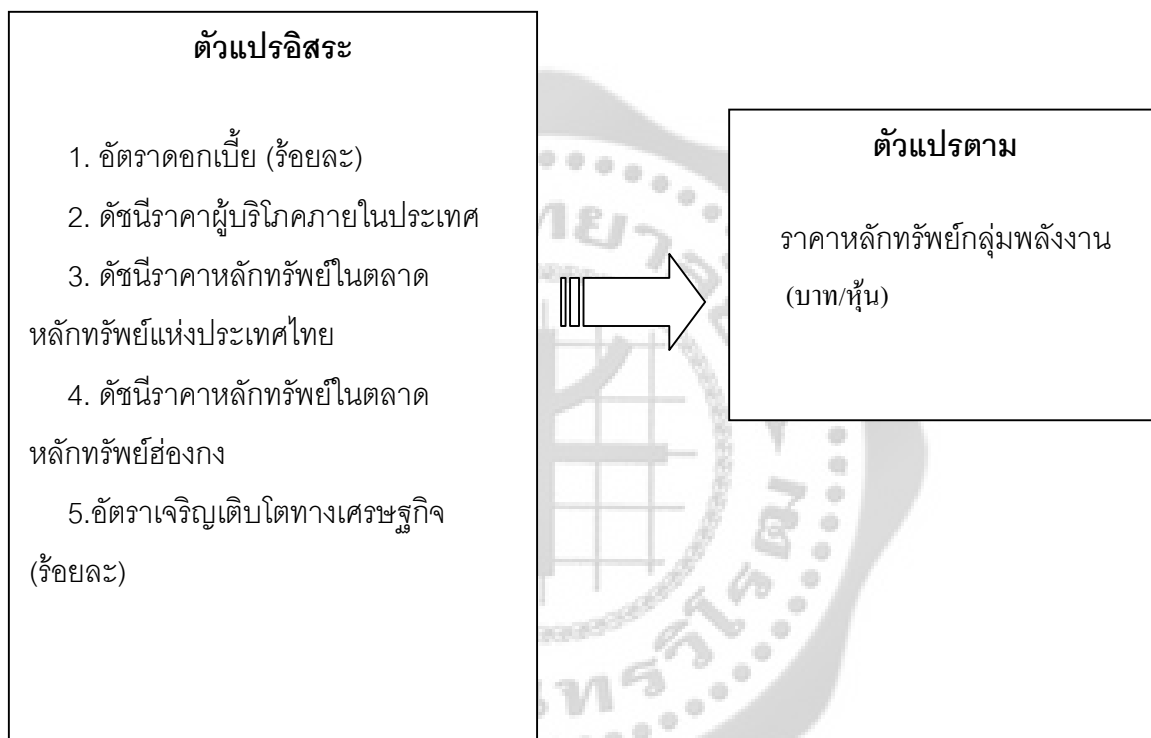 ตัวแปรอิสระ
1. อัตราดอกเบี้ย (ร้อยละ)
2. ดัชนีราคาผู้บริโภคภายในประเทศ
3. ดัชนีราคาหลักทรัพย์ในตลาด
หลักทรัพย์แห่งประเทศไทย
4. ดัชนีราคาหลักทรัพย์ในตลาด
หลักทรัพย์ฮ่องกง
5.อัตราเจริญเติบโตทางเศรษฐกิจ
(ร้อยละ)
ตัวแปรตาม
ราคาหลักทรัพย์กลุ่มพลังงาน
(บาท/หุ้น)